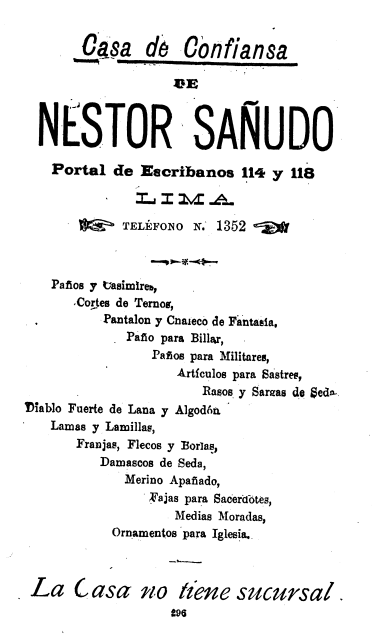 Casa de Confiansa
DE
NESTOR SAÑUDO
Portal de Escribanos 114 y 118
LIMA
TELÉFONO N. 1352
Paños y Casimires,
Cortes de Ternos,
Pantalon y Chaleco de Fantasía,
Paño para Billar,
Paños para Militares,
Artículos para Sastres,
Rasos y Sargas de Seda
Diablo Fuerte de Lana y Algodón
Lamas y Lamillas,
Franjas, Flecos y Borlas,
Damascos de Seda,
Merino Apañado,
Fajas para Sacerdotes,
Medias Moradas,
Ornamentos para Iglesia.
La Casa no tiene sucursal.
296